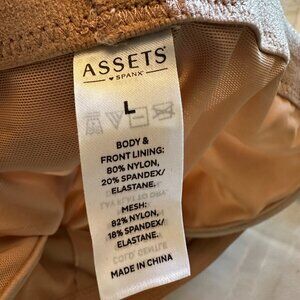 ASSETS
♥ SPANX®
L
BODY &
FRONT LINING:
80% NYLON,
20% SPANDEX/
ELASTANE.
MESH:
82% NYLON,
18% SPANDEX/
ELASTANE.
MADE IN CHINA